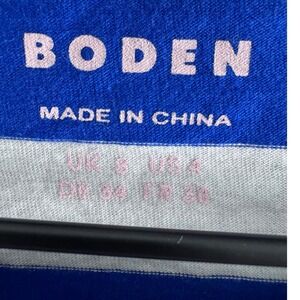 BODEN
MADE IN CHINA
UK 8 US 4
DE 34 FR 36